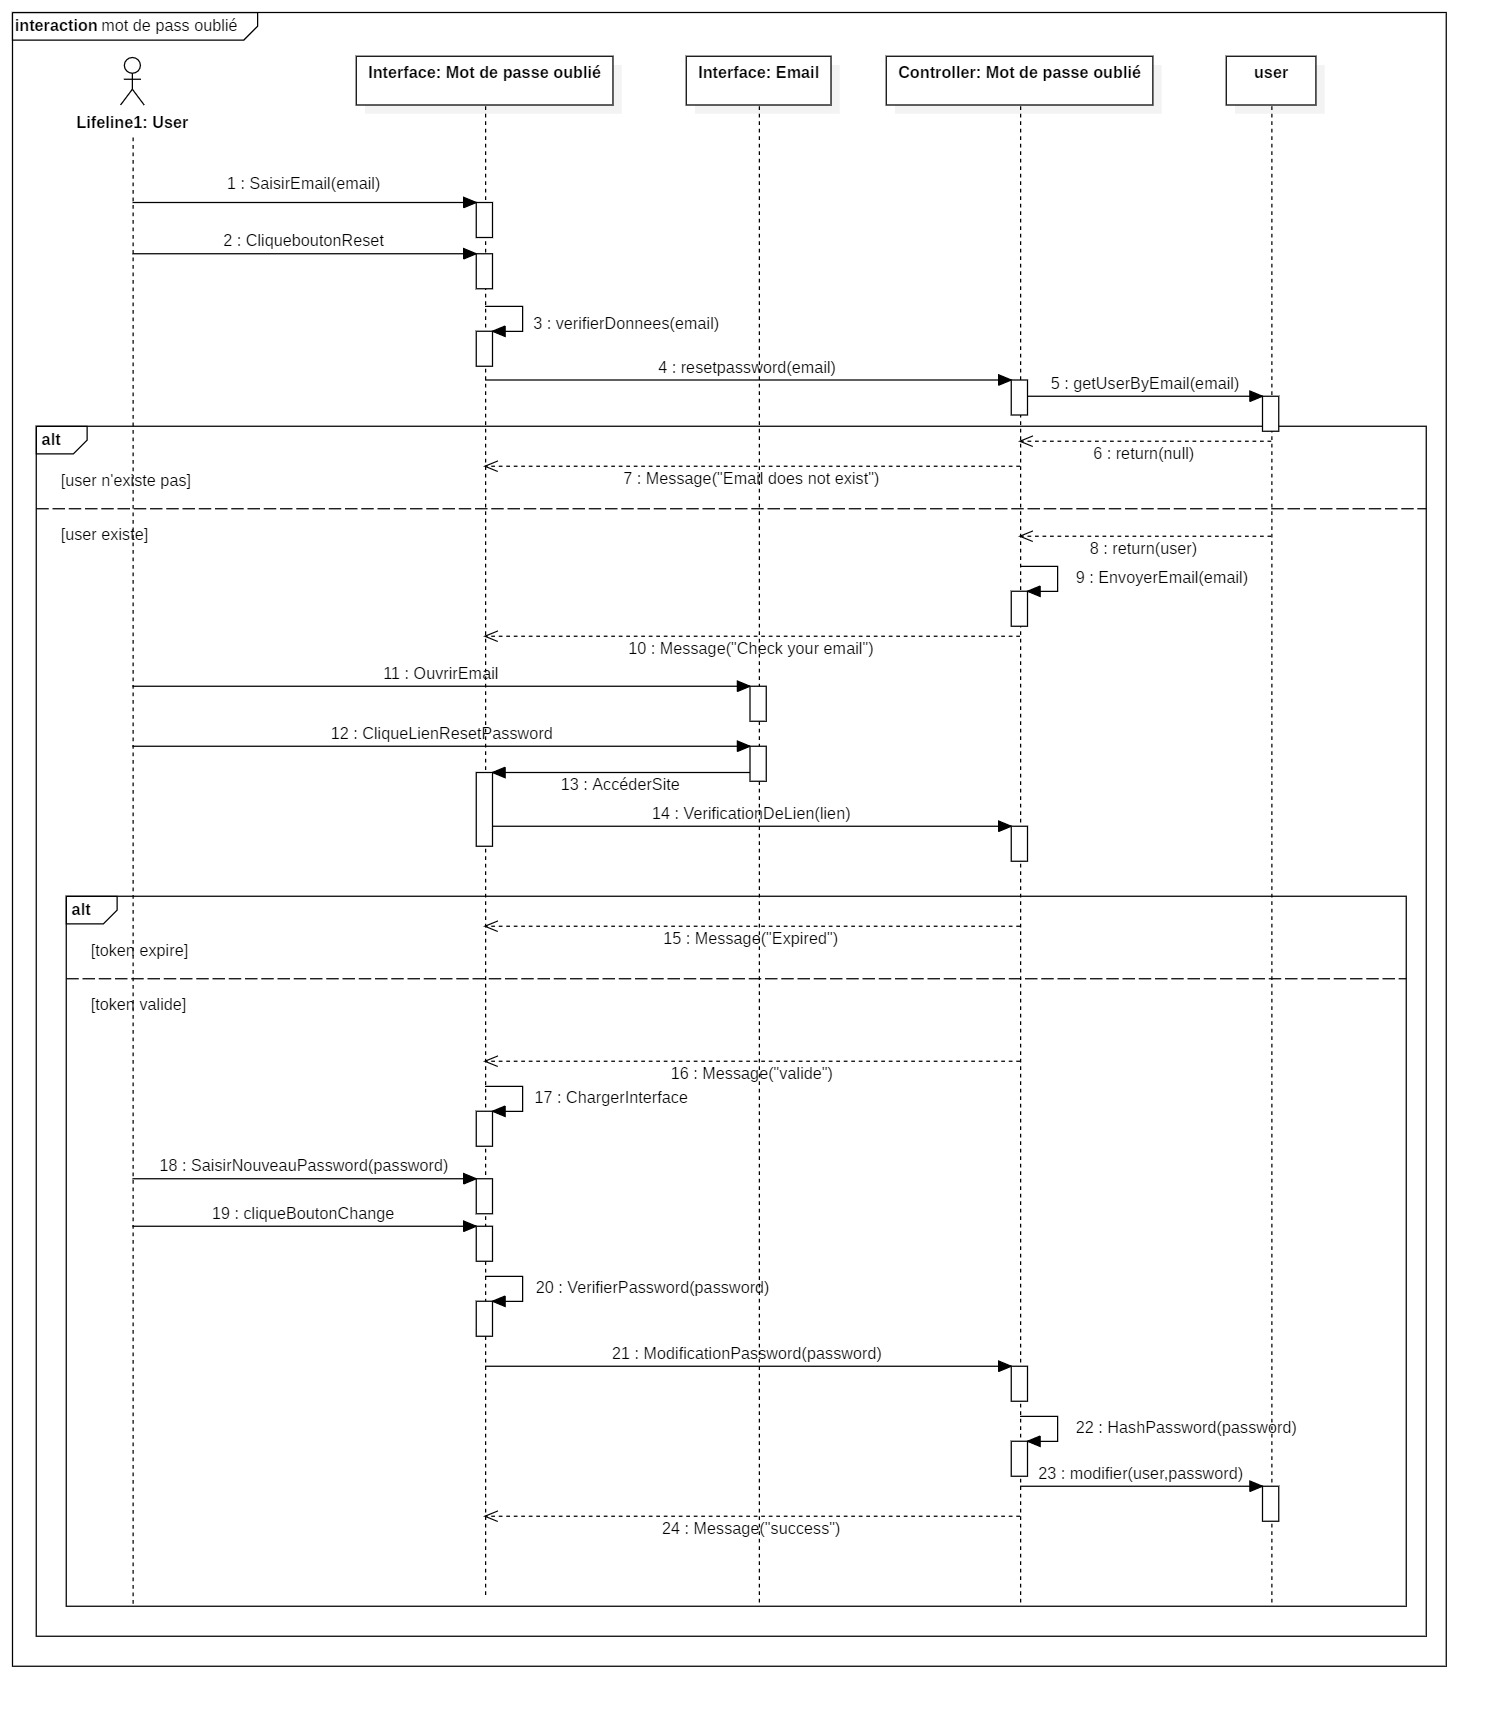 interaction mot de pass oublié
Lifeline1: User
Interface: Mot de passe oublié
Interface: Email
Controller: Mot de passe oublié
user
1 : SaisirEmail(email)
2 : CliqueboutonReset
3 : verifierDonnees(email)
4 : resetpassword(email)
5 : getUserByEmail(email)
alt
6 : return(null)
7 : Message("Email does not exist")
[user n'existe pas]
[user existe]
8 : return(user)
9 : EnvoyerEmail(email)
10 : Message("Check your email")
11 : OuvrirEmail
12 : CliqueLienResetPassword
13 : AccéderSite
14 : VerificationDeLien(lien)
alt
15 : Message("Expired")
[token expire]
[token valide]
16 : Message("valide")
17 : ChargerInterface
18 : SaisirNouveauPassword(password)
19 : cliqueBoutonChange
20 : VerifierPassword(password)
21 : ModificationPassword(password)
22 : HashPassword(password)
23 : modifier(user,password)
24 : Message("success")